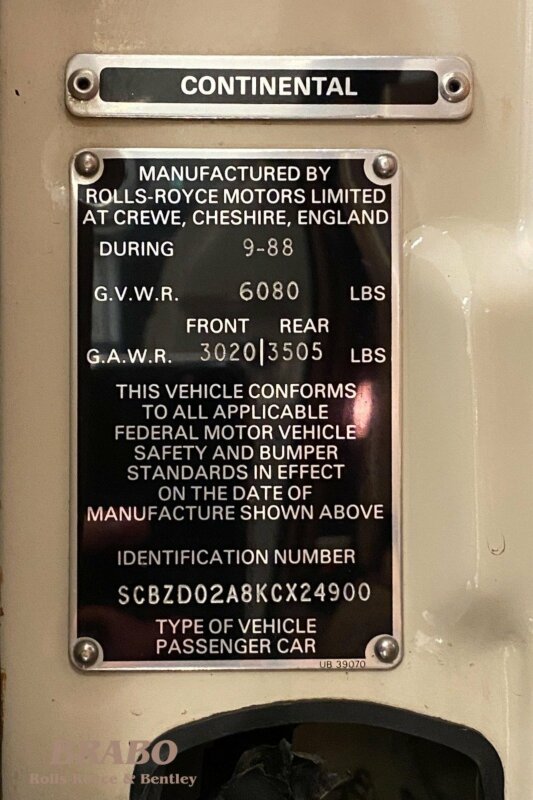 CONTINENTAL
MANUFACTURED BY
ROLLS-ROYCE MOTORS LIMITED
AT CREWE, CHESHIRE, ENGLAND
DURING 9-88
G.V.W.R. 6080 LBS
FRONT REAR
G.A.W.R. 3020|3505 LBS
THIS VEHICLE CONFORMS
TO ALL APPLICABLE
FEDERAL MOTOR VEHICLE
SAFETY AND BUMPER
STANDARDS IN EFFECT
ON THE DATE OF
MANUFACTURE SHOWN ABOVE
IDENTIFICATION NUMBER
SCBZD02A8KCX24900
TYPE OF VEHICLE
PASSENGER CAR
UB 39070
BRABO
Rolls-Royce & Bentley